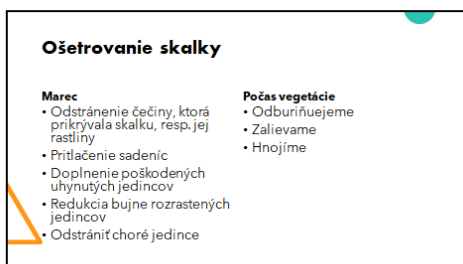 Ošetrovanie skalky
Marec
• Odstránenie čečiny, ktorá
prikrývala skalku, resp. jej
rastliny
• Pritlačenie sadeníc
• Doplnenie poškodených
uhynutých jedincov
• Redukcia bujne rozrastených
jedincov
• Odstrániť choré jedince
Počas vegetácie
• Odburiňuejeme
• Zalievame
• Hnojíme